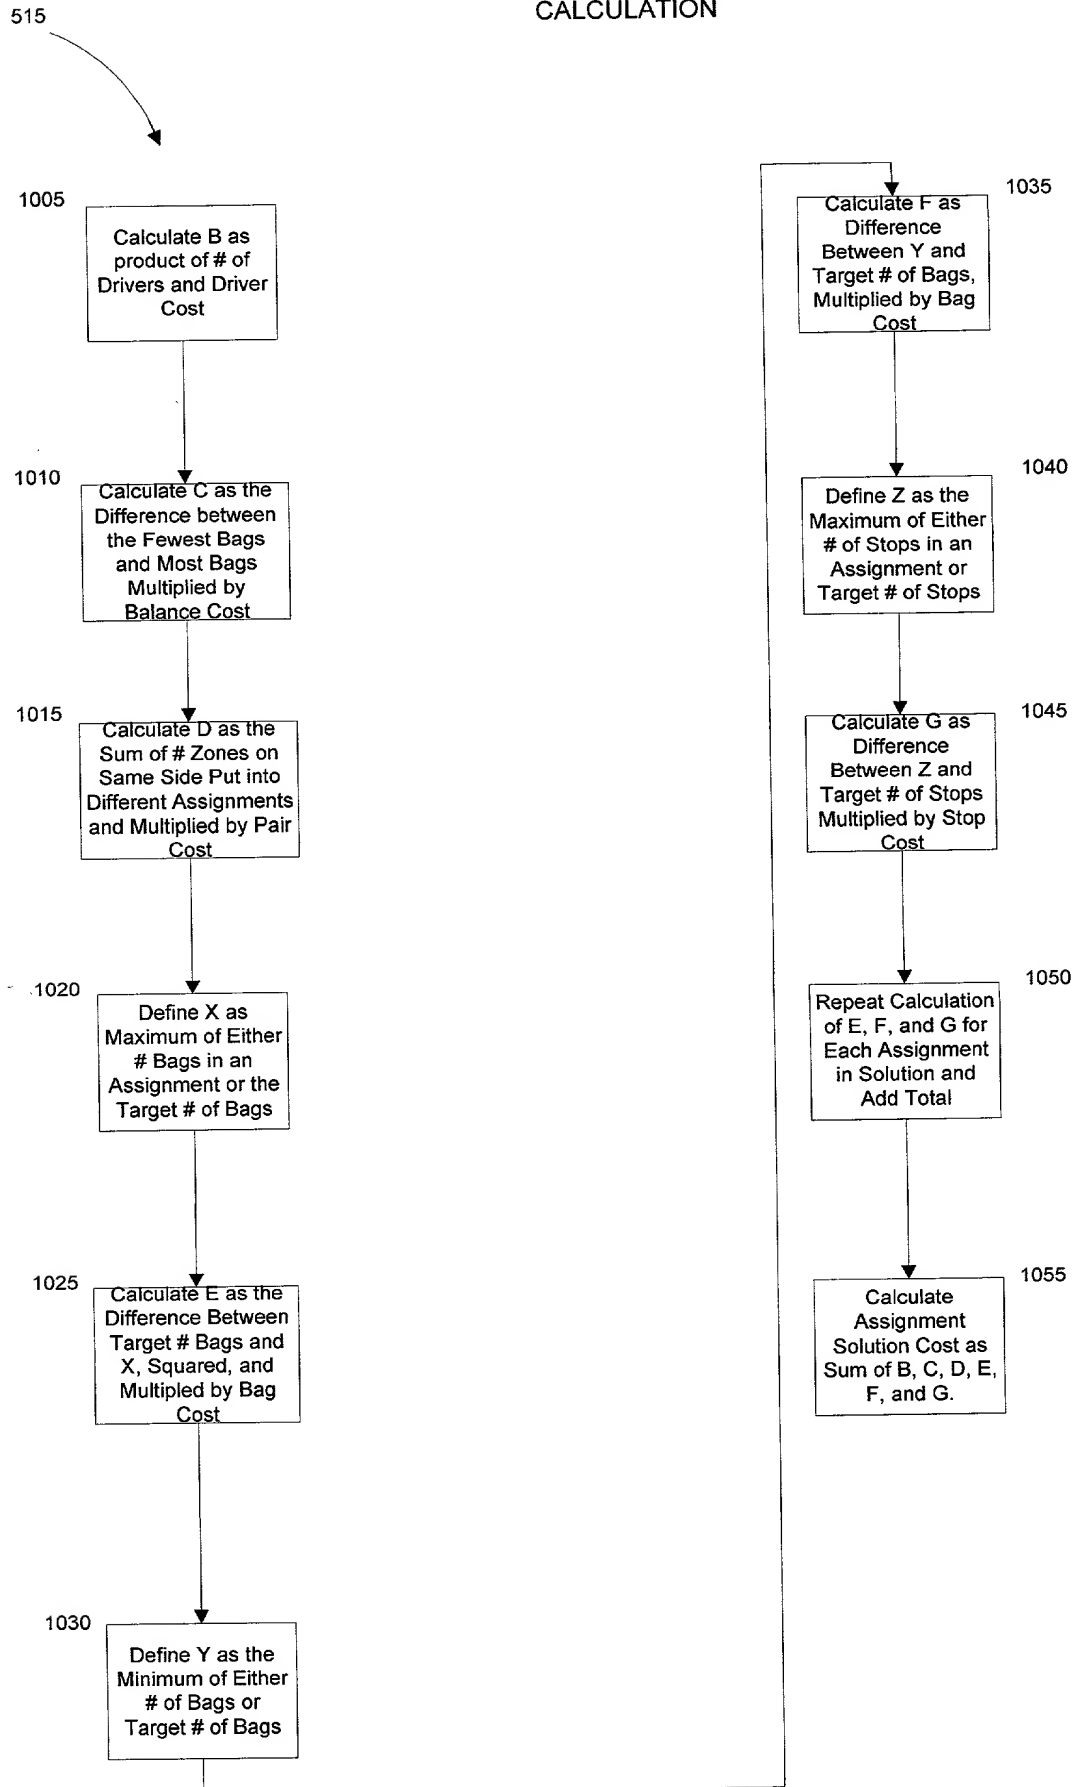 515
CALCULATION
1005
Calculate B as
product of # of
Drivers and Driver
Cost
1010
Calculate C as the
Difference between
the Fewest Bags
and Most Bags
Multiplied by
Balance Cost
1015
Calculate D as the
Sum of # Zones on
Same Side Put into
Different Assignments
and Multiplied by Pair
Cost
1020
Define X as
Maximum of Either
# Bags in an
Assignment or the
Target # of Bags
1025
Calculate E as the
Difference Between
Target # Bags and
X, Squared, and
Multipled by Bag
Cost
1030
Define Y as the
Minimum of Either
# of Bags or
Target # of Bags
1035
Calculate F as
Difference
Between Y and
Target # of Bags,
Multiplied by Bag
Cost
1040
Define Z as the
Maximum of Either
# of Stops in an
Assignment or
Target # of Stops
1045
Calculate G as
Difference
Between Z and
Target # of Stops
Multiplied by Stop
Cost
1050
Repeat Calculation
of E, F, and G for
Each Assignment
in Solution and
Add Total
1055
Calculate
Assignment
Solution Cost as
Sum of B, C, D, E,
F, and G.